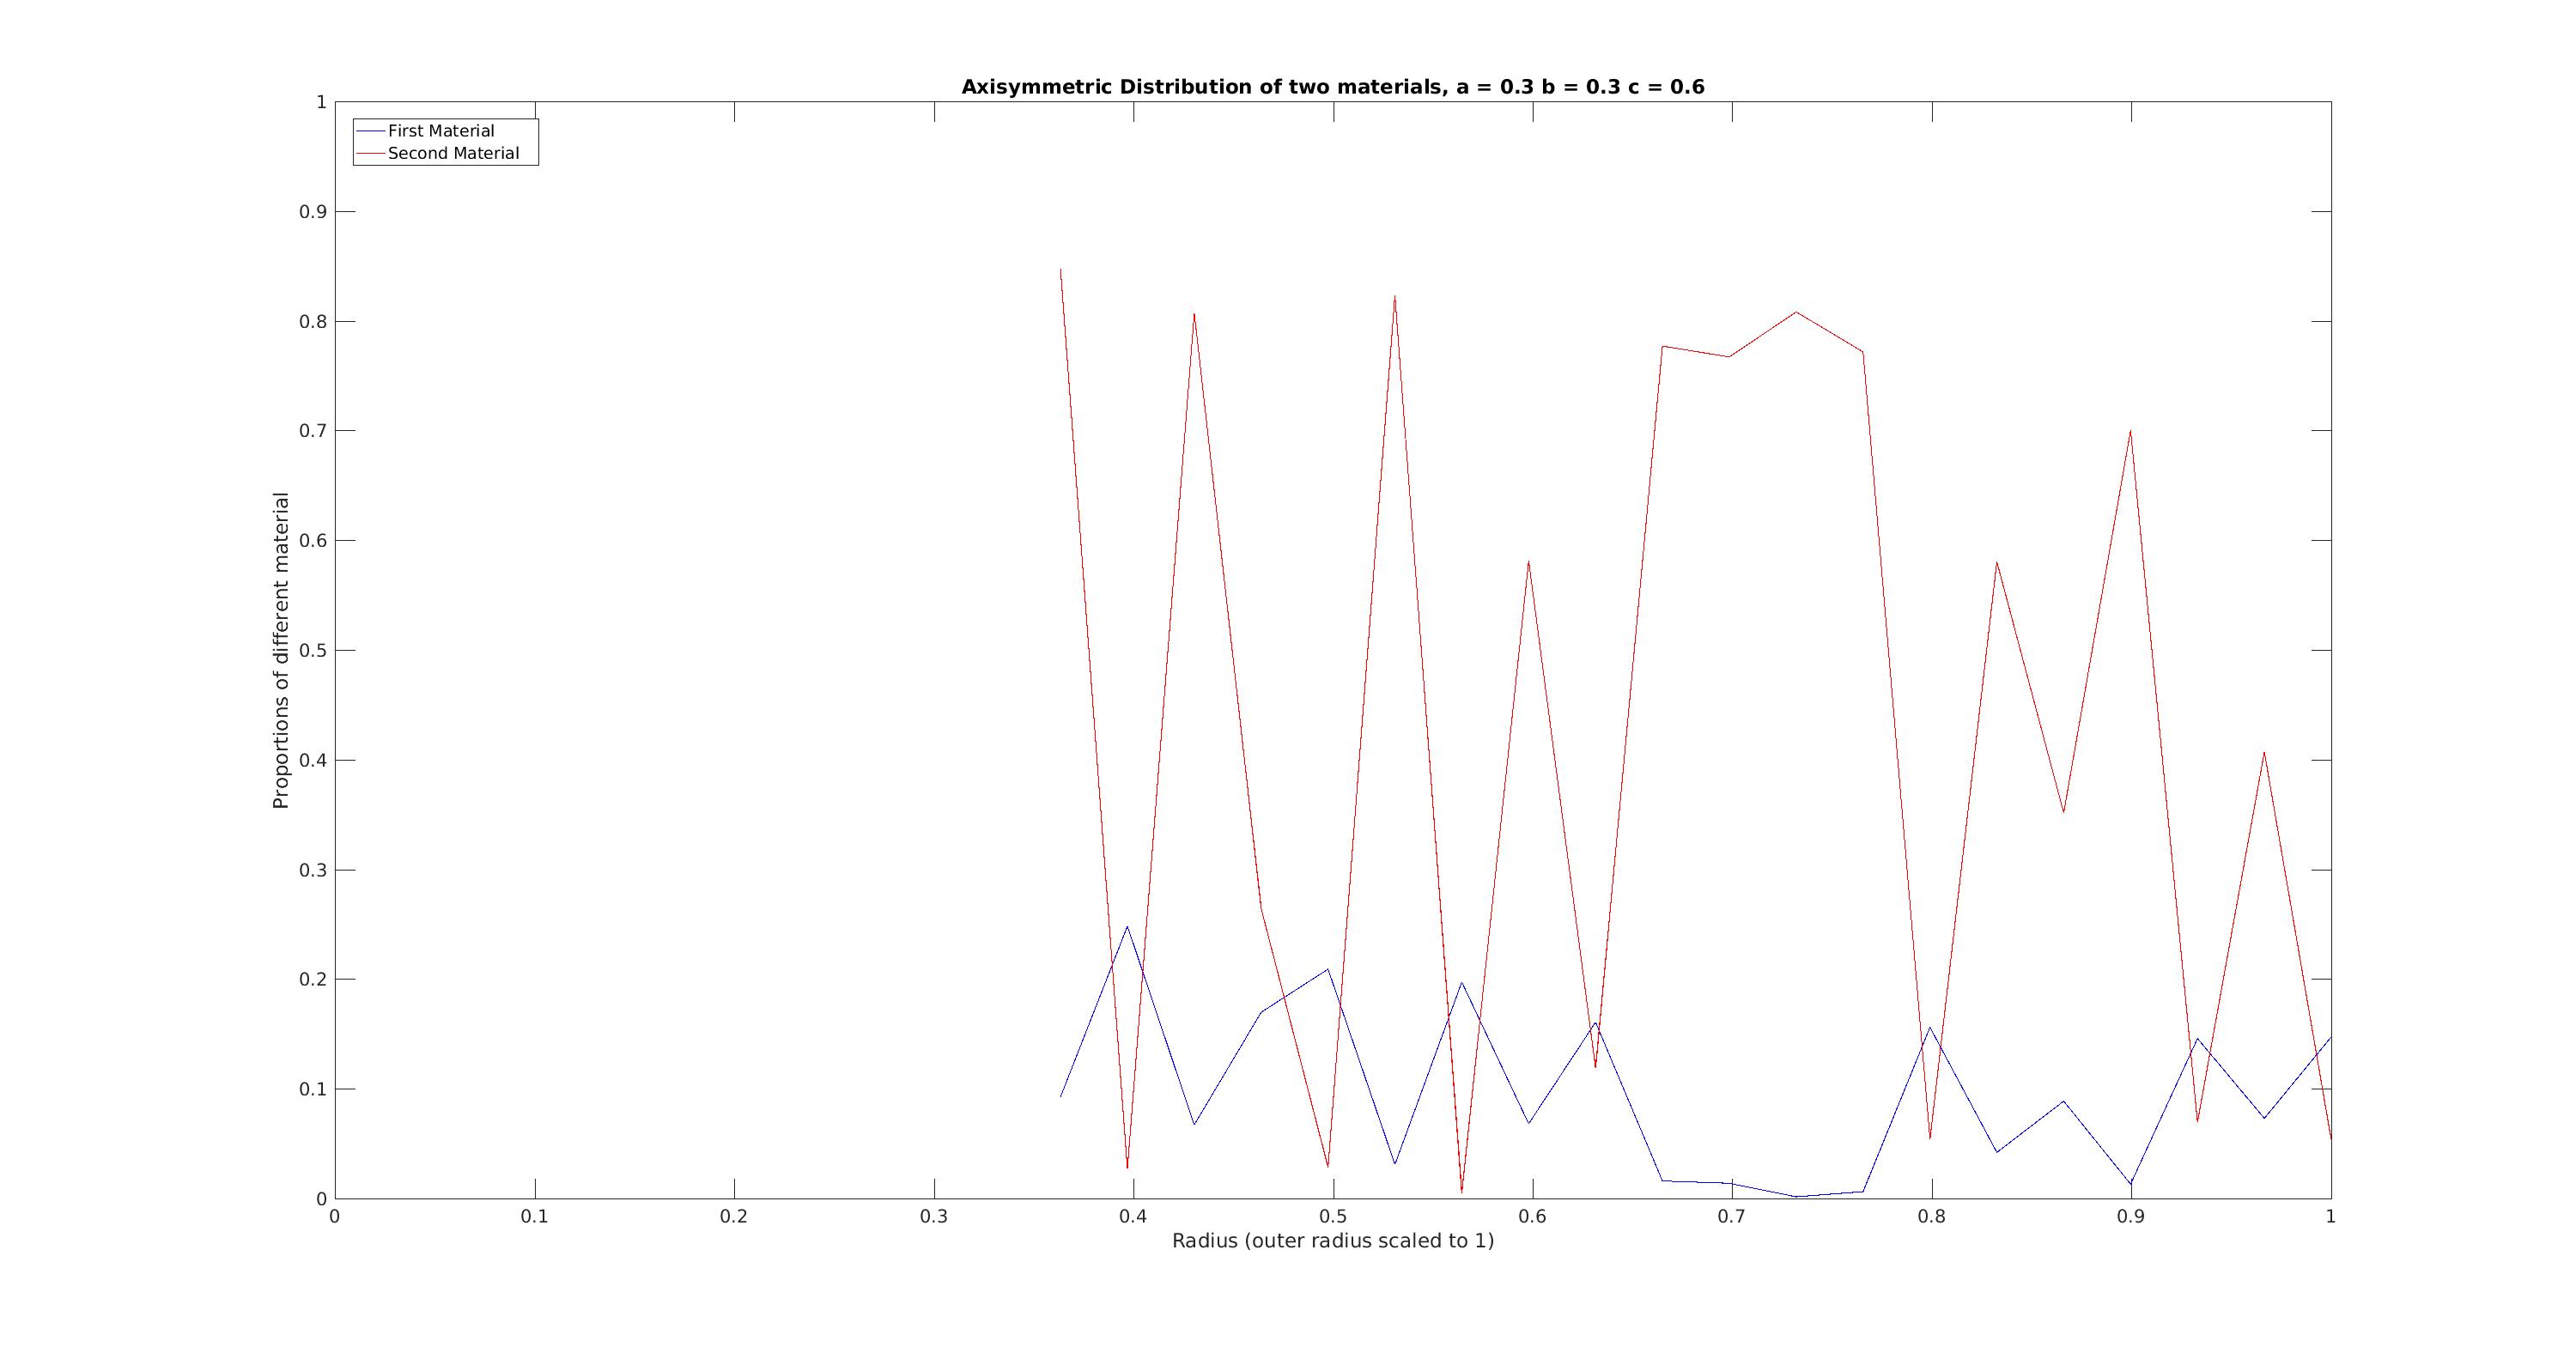 Axisymmetric Distribution of two materials, a = 0.3 b = 0.3 c = 0.6
First Material
Second Material
Proportions of different material
1
0.9
0.8
0.7
0.6
0.5
0.4
0.3
0.2
0.1
0
0 0.1 0.2 0.3 0.4 0.5 0.6 0.7 0.8 0.9 1
Radius (outer radius scaled to 1)